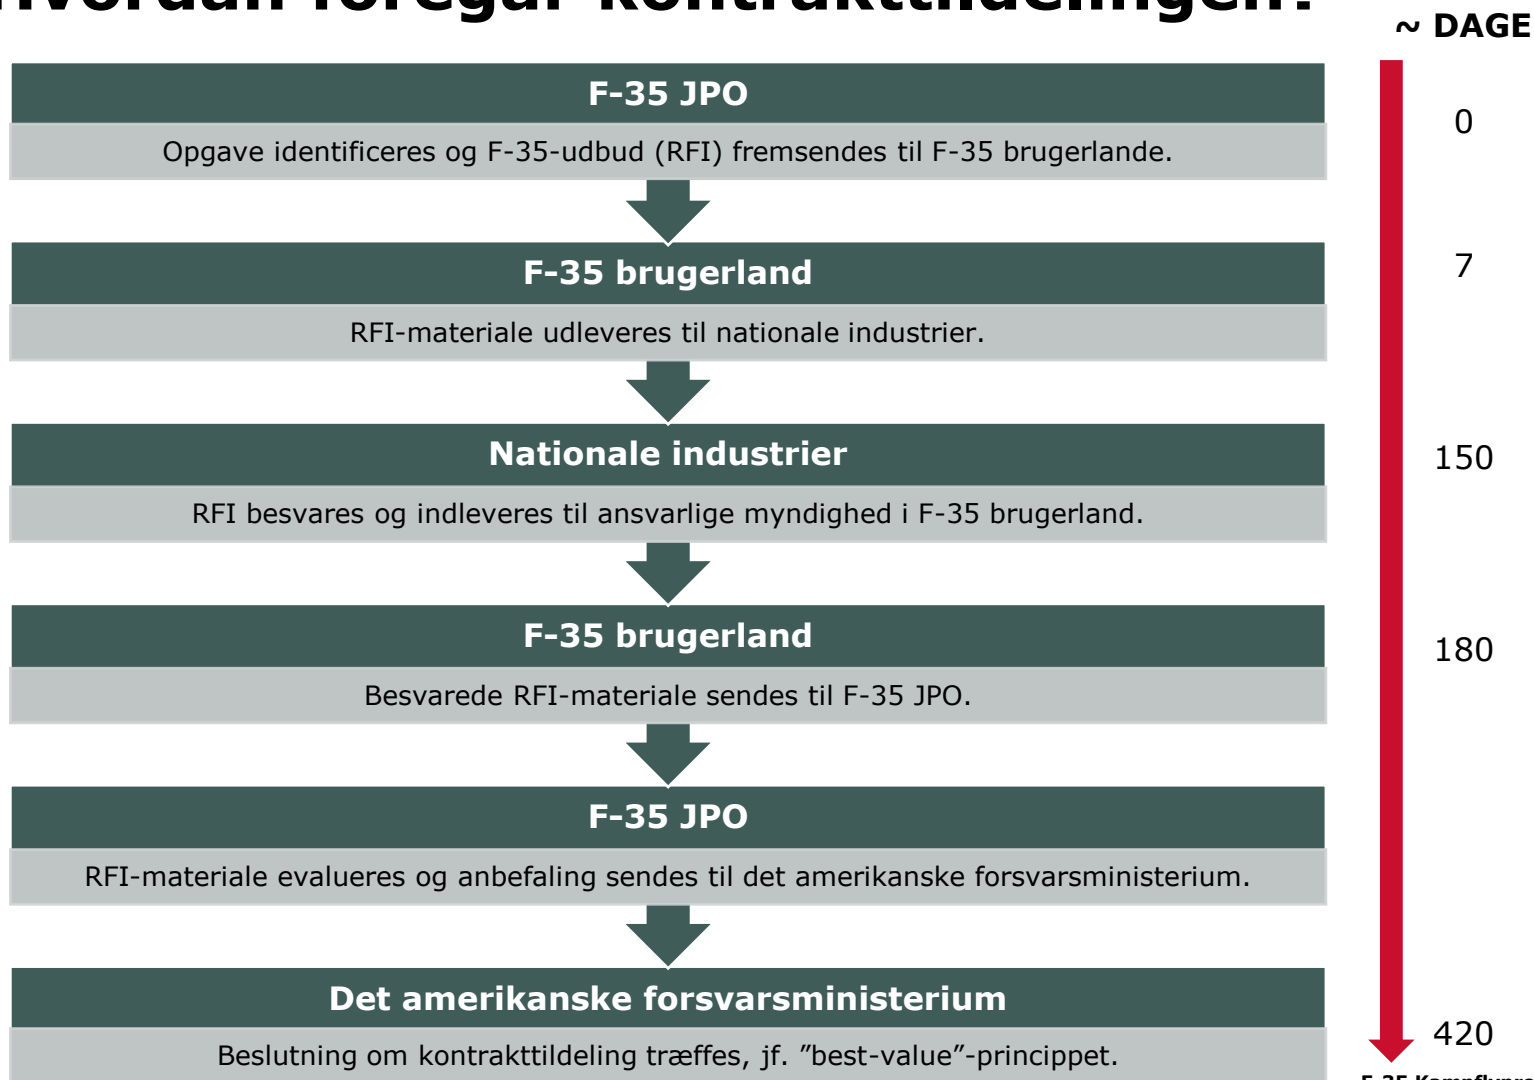 Hvordan foregår kontrakttildelingen?
~ DAGE
F-35 JPO
0
Opgave identificeres og F-35-udbud (RFI) fremsendes til F-35 brugerlande.
F-35 brugerland
7
RFI-materiale udleveres til nationale industrier.
Nationale industrier
150
RFI besvares og indleveres til ansvarlige myndighed i F-35 brugerland.
F-35 brugerland
180
Besvarede RFI-materiale sendes til F-35 JPO.
F-35 JPO
RFI-materiale evalueres og anbefaling sendes til det amerikanske forsvarsministerium.
Det amerikanske forsvarsministerium
420
Beslutning om kontrakttildeling træffes, jf. ”best-value”-princippet.